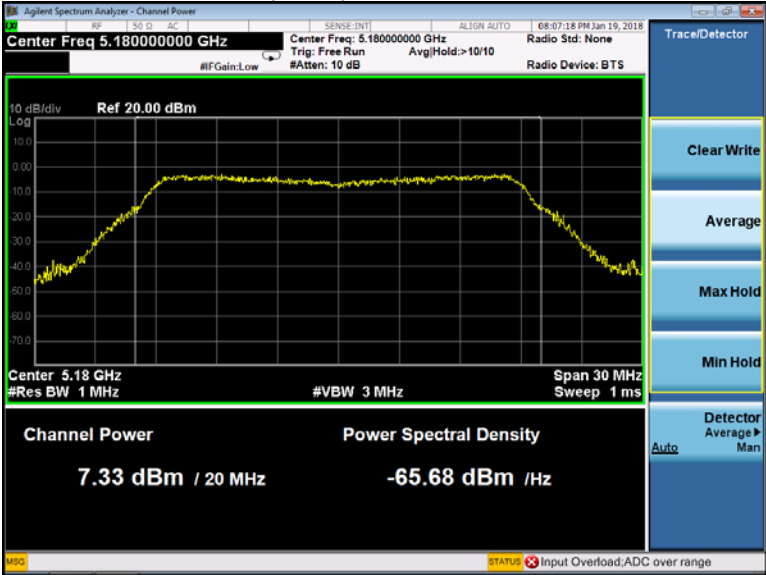 Agilent Spectrum Analyzer - Channel Power
RF 50 Ω AC SENSE:INT ALIGN AUTO 08:07:18 PM Jan 19, 2018
Center Freq 5.180000000 GHz
Center Freq: 5.180000000 GHz
Radio Std: None
Trig: Free Run Avg|Hold:>10/10
#IFGain:Low
#Atten: 10 dB
Radio Device: BTS
Trace/Detector
10 dB/div Ref 20.00 dBm
Log
10.0
0.00
-10.0
-20.0
-30.0
-40.0
-50.0
-60.0
-70.0
Center 5.18 GHz Span 30 MHz
#Res BW 1 MHz #VBW 3 MHz Sweep 1 ms
Channel Power Power Spectral Density
7.33 dBm / 20 MHz -65.68 dBm /Hz
Clear Write
Average
Max Hold
Min Hold
Detector
Average
Auto Man
MSG STATUS Input Overload;ADC over range